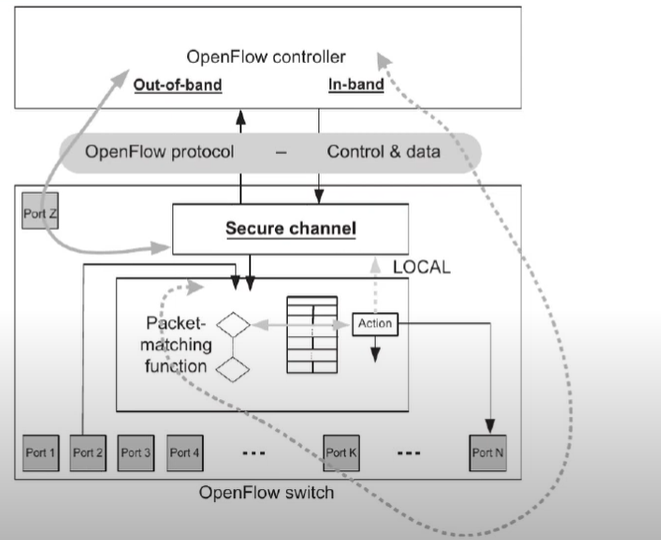 OpenFlow controller
Out-of-band
In-band
OpenFlow protocol – Control & data
Port Z
Secure channel
LOCAL
Packet-
matching
function
Action
Port 1 Port 2 Port 3 Port 4 ... Port K ... Port N
OpenFlow switch